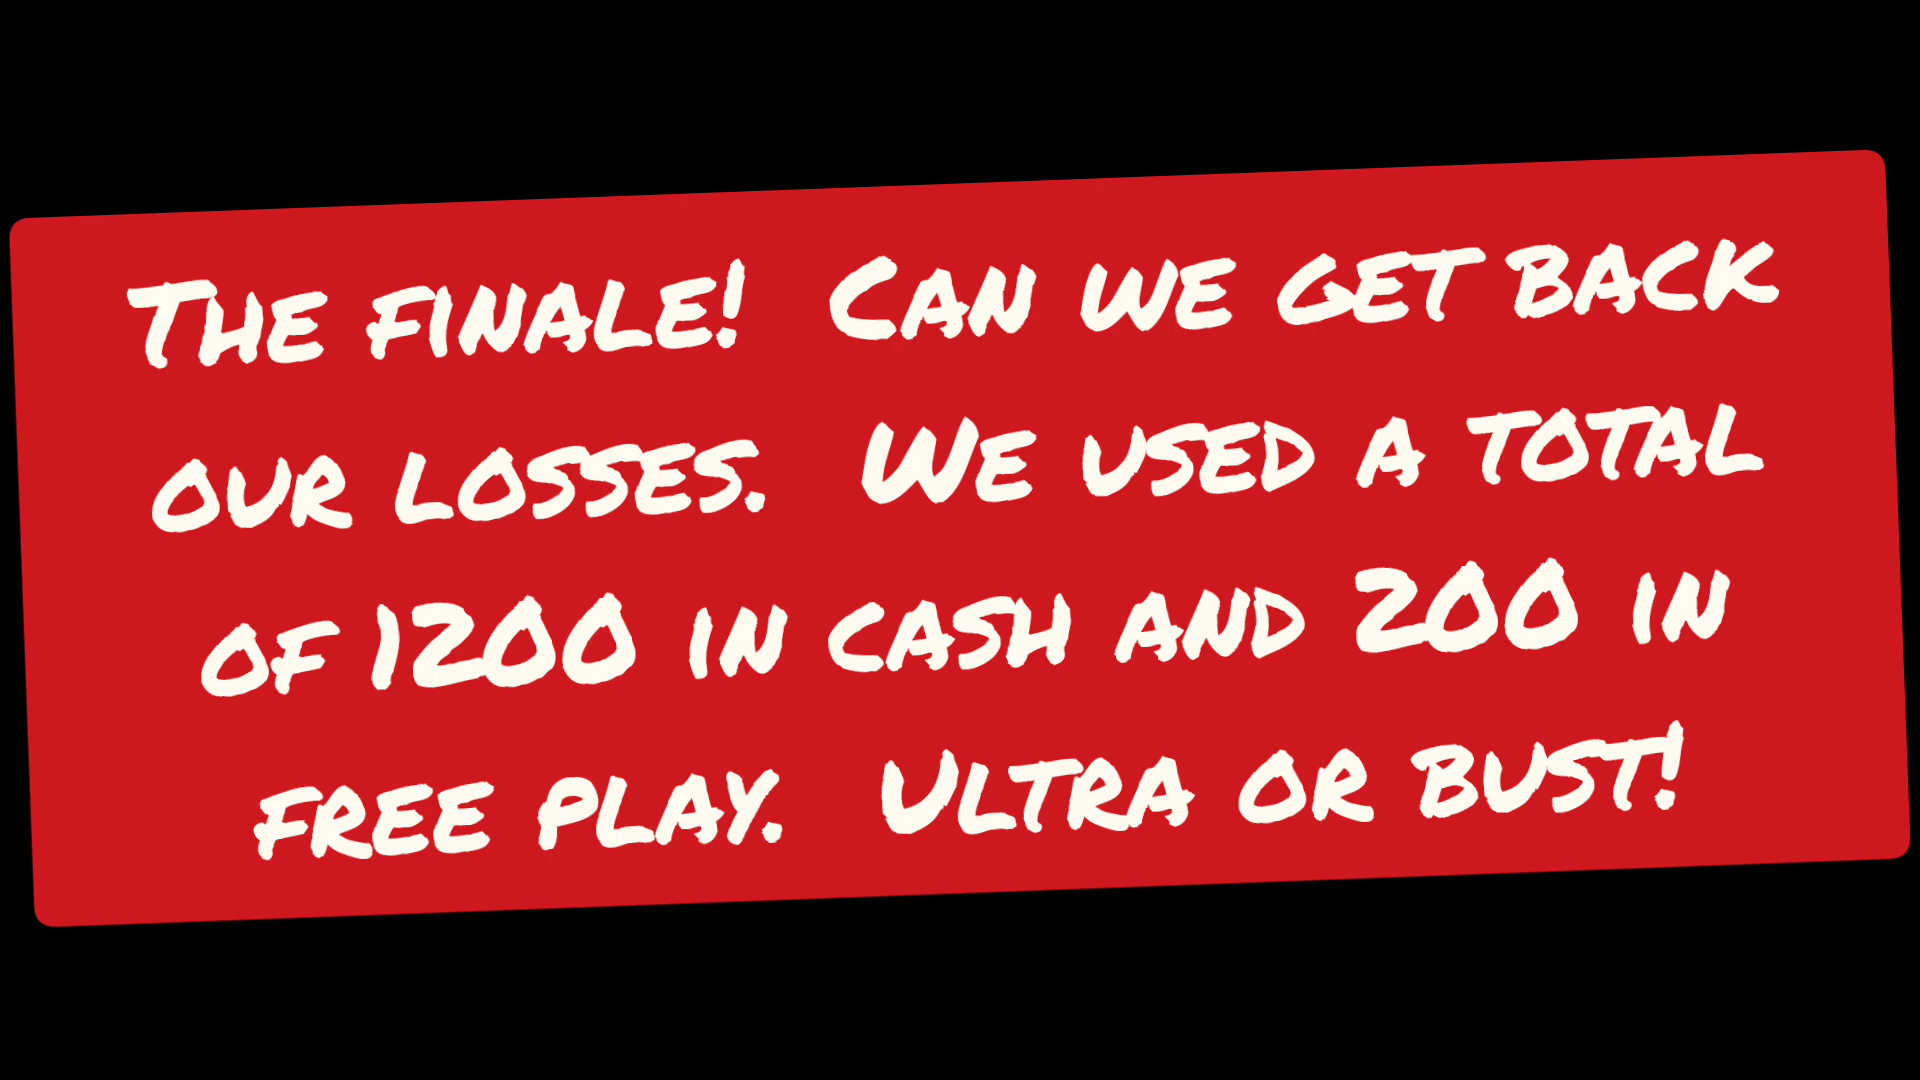 The finale! Can we get back
our losses. We used a total
of 1200 in cash and 200 in
free play. Ultra or bust!